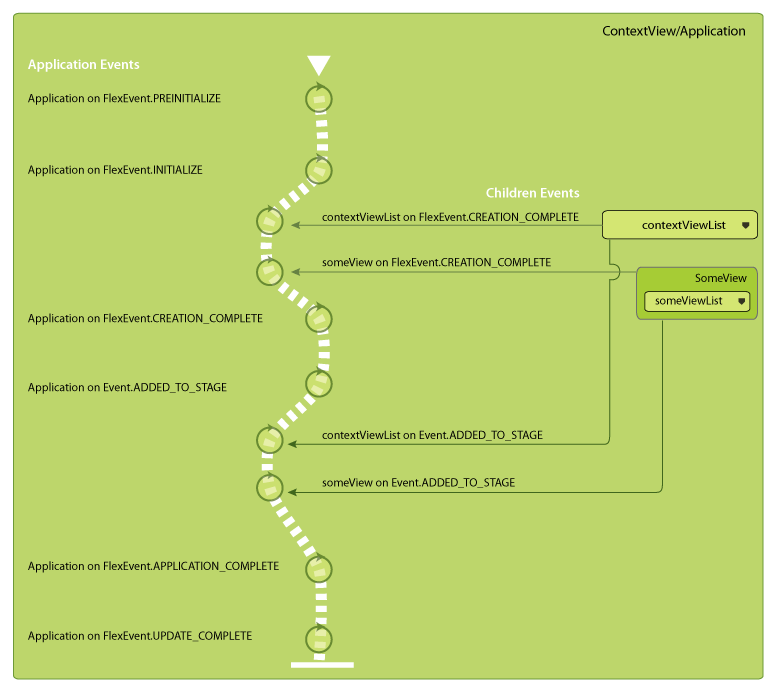 ContextView/Application
Application Events
Application on FlexEvent.PREINITIALIZE
Application on FlexEvent.INITIALIZE
Children Events
contextViewList on FlexEvent.CREATION_COMPLETE
contextViewList
someView on FlexEvent.CREATION_COMPLETE
SomeView
someViewList
Application on FlexEvent.CREATION_COMPLETE
Application on Event.ADDED_TO_STAGE
contextViewList on Event.ADDED_TO_STAGE
someView on Event.ADDED_TO_STAGE
Application on FlexEvent.APPLICATION_COMPLETE
Application on FlexEvent.UPDATE_COMPLETE